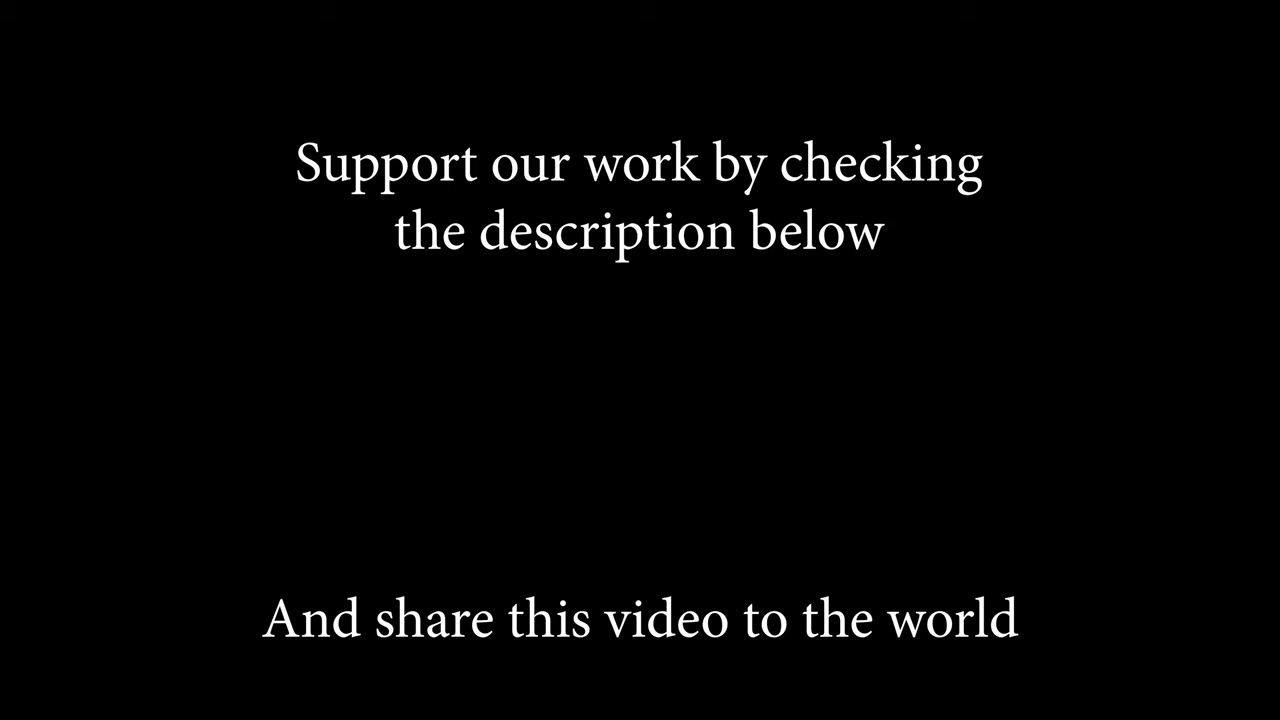 Support our work by checking
the description below
And share this video to the world